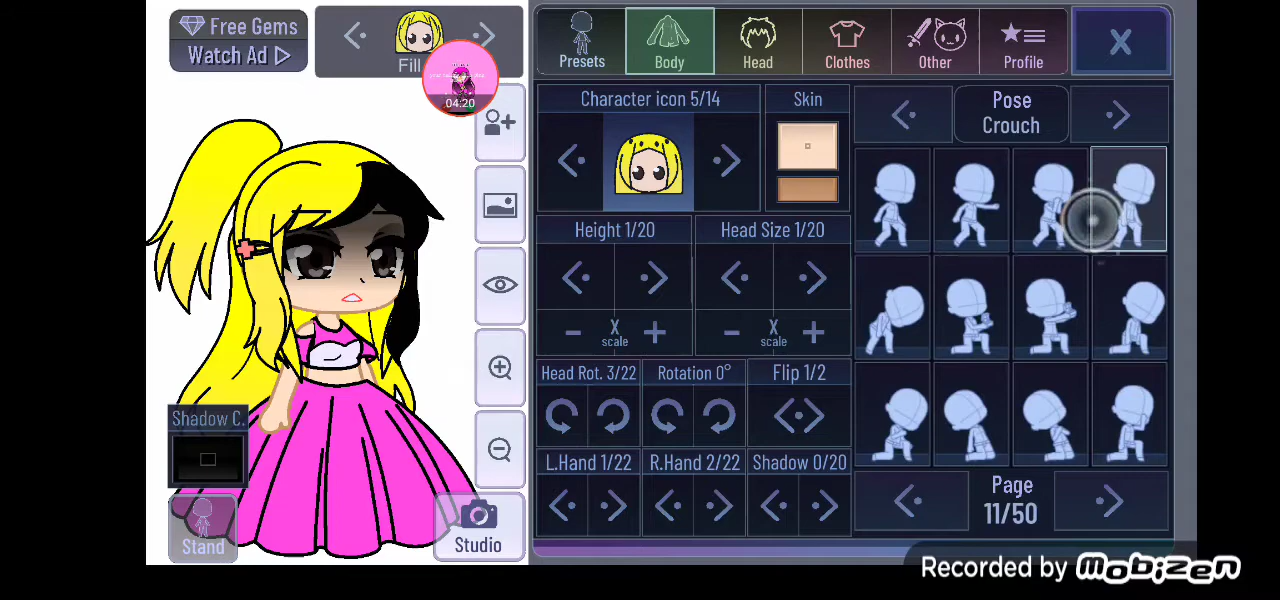 Free Gems
Watch Ad
Fill
04:20
Presets
Body
Head
Clothes
Other
Profile
X
Character icon 5/14
Skin
Pose
Crouch
Height 1/20
Head Size 1/20
X
scale
X
scale
Head Rot. 3/22
Rotation 0°
Flip 1/2
L.Hand 1/22
R.Hand 2/22
Shadow 0/20
Page
11/50
Shadow C.
Stand
Studio
Recorded by mobizen